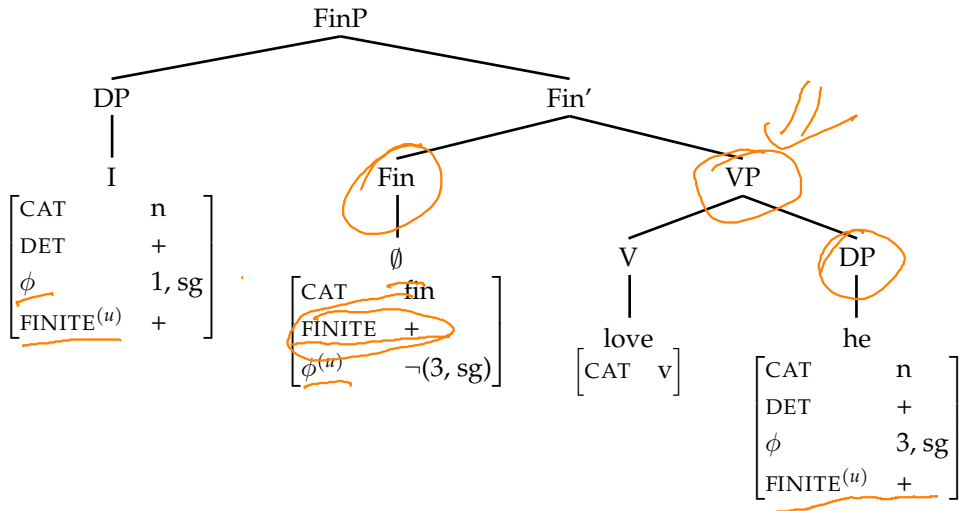 FinP
DP Fin'
I Fin VP
∅ V DP
love he
CAT n
DET +
ϕ 1, sg
FINITE(u) +
CAT fin
FINITE +
ϕ(u) ¬(3, sg)
CAT v
CAT n
DET +
ϕ 3, sg
FINITE(u) +